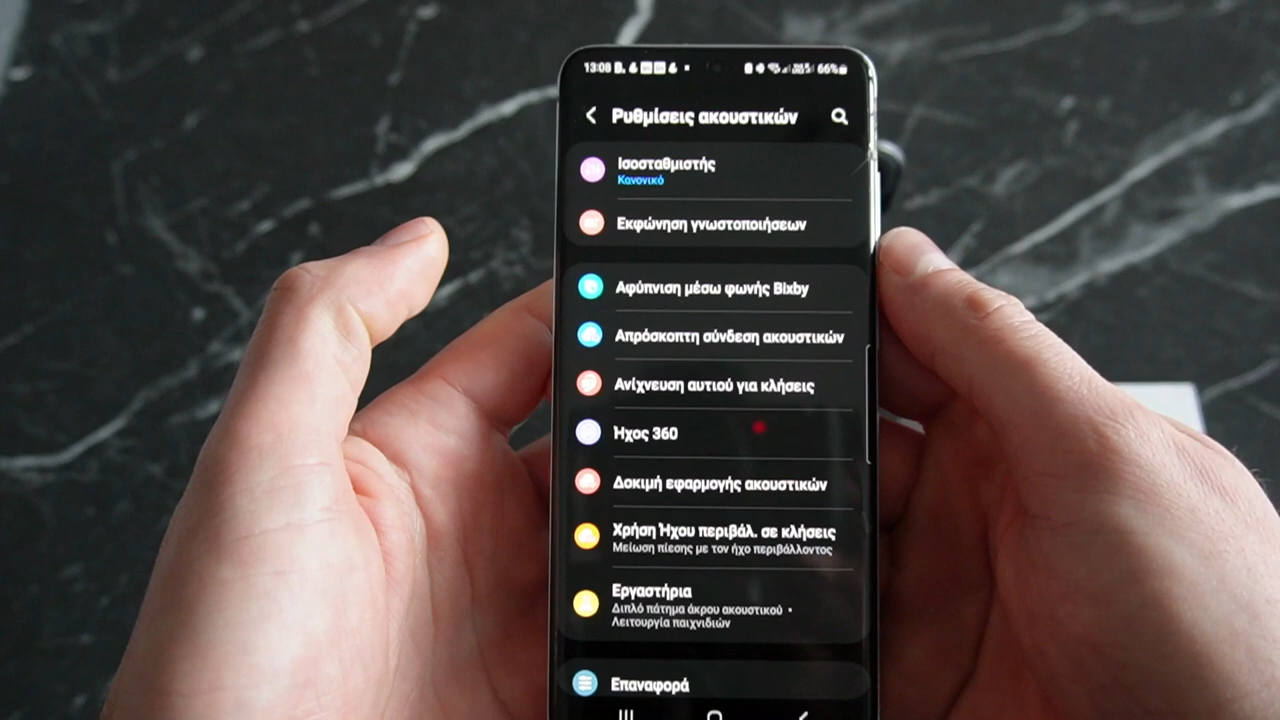 13:08
66%
Ρυθμίσεις ακουστικών
Ισοσταθμιστής
Κανονικό
Εκφώνηση γνωστοποιήσεων
Αφύπνιση μέσω φωνής Bixby
Απρόσκοπτη σύνδεση ακουστικών
Ανίχνευση αυτιού για κλήσεις
Ήχος 360
Δοκιμή εφαρμογής ακουστικών
Χρήση Ήχου περιβάλ. σε κλήσεις
Μείωση πίεσης με τον ήχο περιβάλλοντος
Εργαστήρια
Διπλό πάτημα άκρου ακουστικού •
Λειτουργία παιχνιδιών
Επαναφορά